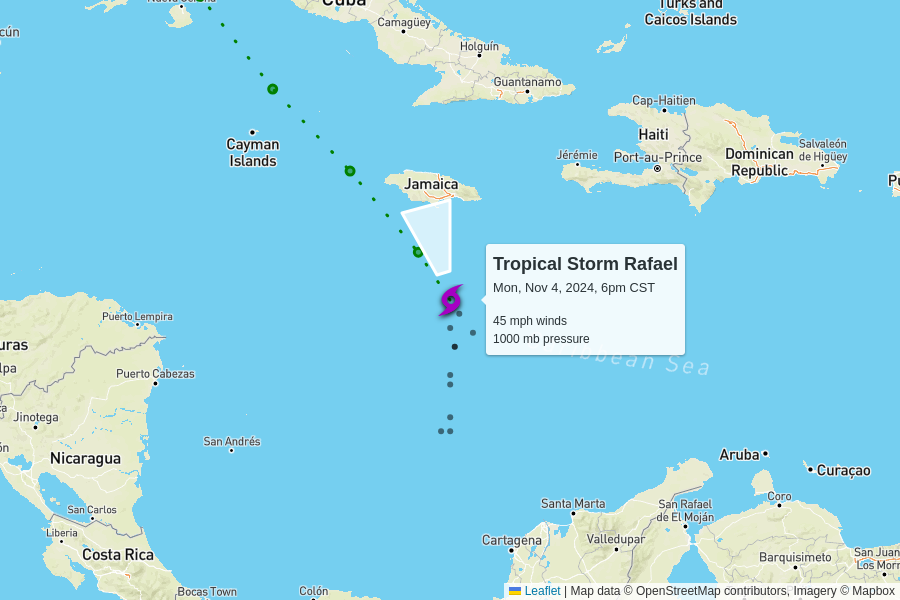 Cuba
Turks and
Caicos Islands
Camagüey
Holguín
Guantanamo
Cap-Haitien
Haiti
Cayman
Islands
Jérémie
Port-au-Prince
Dominican
Republic
Salvaleón
de Higüey
Jamaica
Tropical Storm Rafael
Mon, Nov 4, 2024, 6pm CST
45 mph winds
1000 mb pressure
bean Sea
Puerto Lempira
uras
lpa
Puerto Cabezas
Jinotega
San Andrés
Nicaragua
Aruba
Curaçao
San Carlos
Liberia
Costa Rica
Santa Marta
San Rafael
de El Moján
Coro
Cartagena
Valledupar
Barquisimeto
San Juan
Los Morr
Bocas Town
Colón
Leaflet | Map data © OpenStreetMap contributors, Imagery © Mapbox